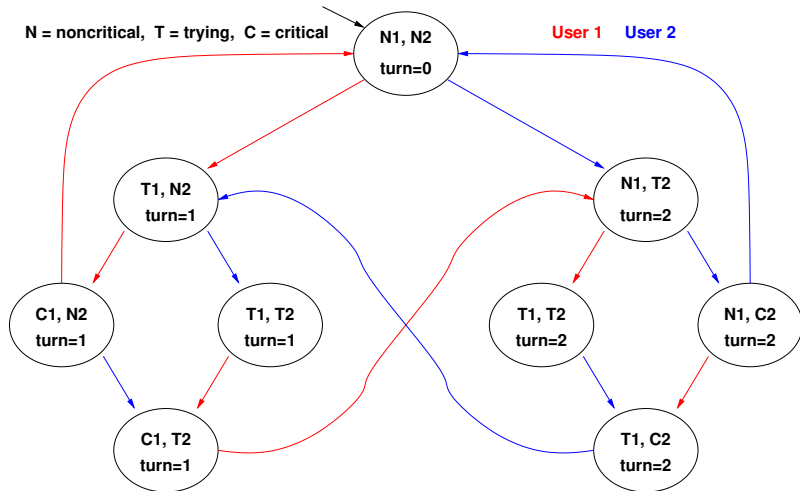 N = noncritical, T = trying, C = critical
N1, N2
turn=0
User 1 User 2
T1, N2
turn=1
N1, T2
turn=2
C1, N2
turn=1
T1, T2
turn=1
T1, T2
turn=2
N1, C2
turn=2
C1, T2
turn=1
T1, C2
turn=2